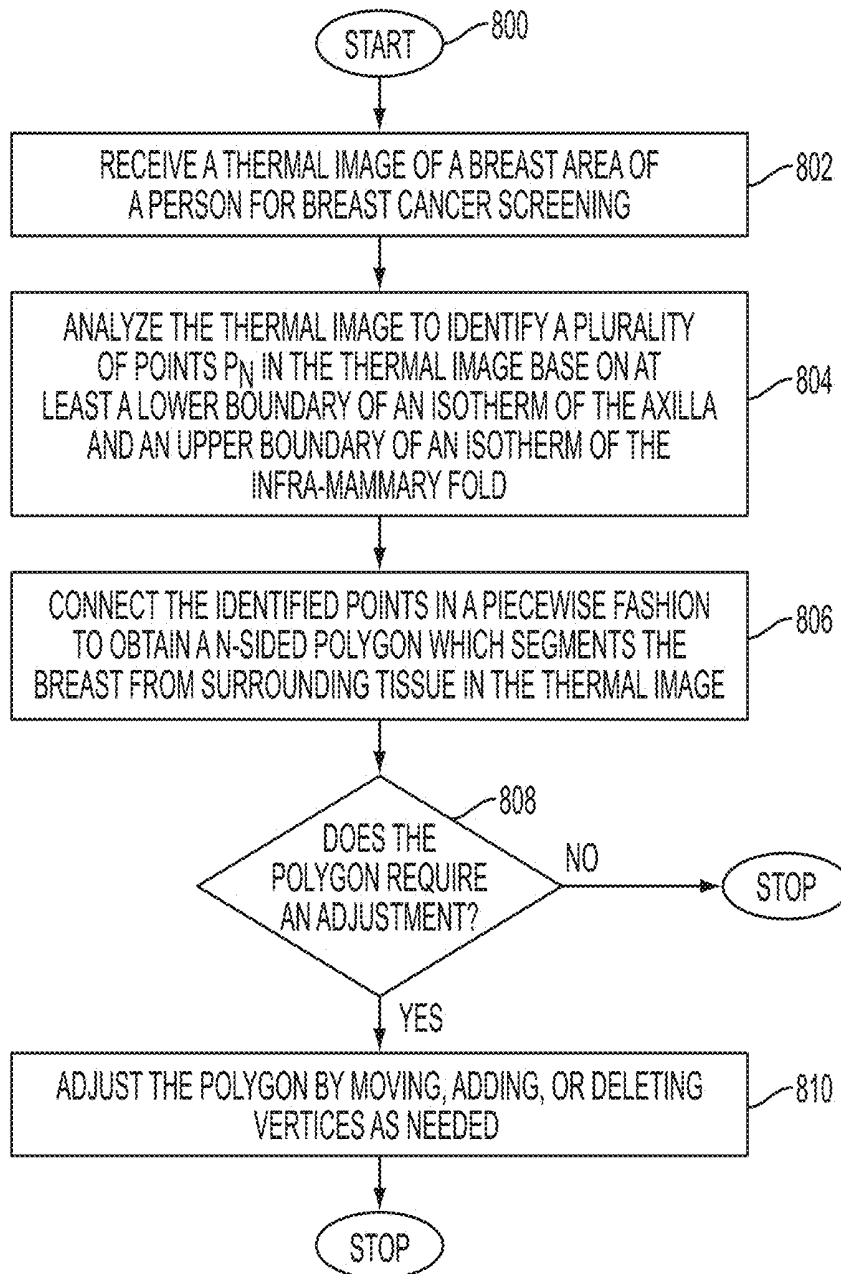 START
800
RECEIVE A THERMAL IMAGE OF A BREAST AREA OF
A PERSON FOR BREAST CANCER SCREENING
802
ANALYZE THE THERMAL IMAGE TO IDENTIFY A PLURALITY
OF POINTS PN IN THE THERMAL IMAGE BASE ON AT
LEAST A LOWER BOUNDARY OF AN ISOTHERM OF THE AXILLA
AND AN UPPER BOUNDARY OF AN ISOTHERM OF THE
INFRA-MAMMARY FOLD
804
CONNECT THE IDENTIFIED POINTS IN A PIECEWISE FASHION
TO OBTAIN A N-SIDED POLYGON WHICH SEGMENTS THE
BREAST FROM SURROUNDING TISSUE IN THE THERMAL IMAGE
806
808
DOES THE
POLYGON REQUIRE
AN ADJUSTMENT?
NO
STOP
YES
ADJUST THE POLYGON BY MOVING, ADDING, OR DELETING
VERTICES AS NEEDED
810
STOP